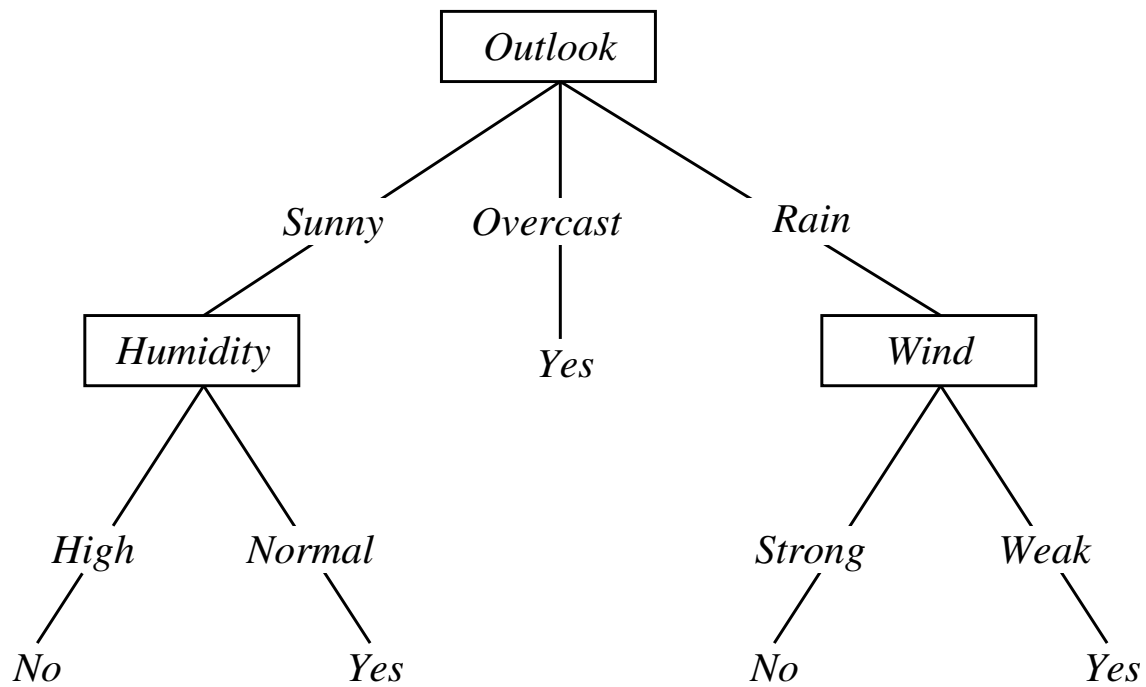 Outlook
Sunny Overcast Rain
Humidity Yes Wind
High Normal Strong Weak
No Yes No Yes